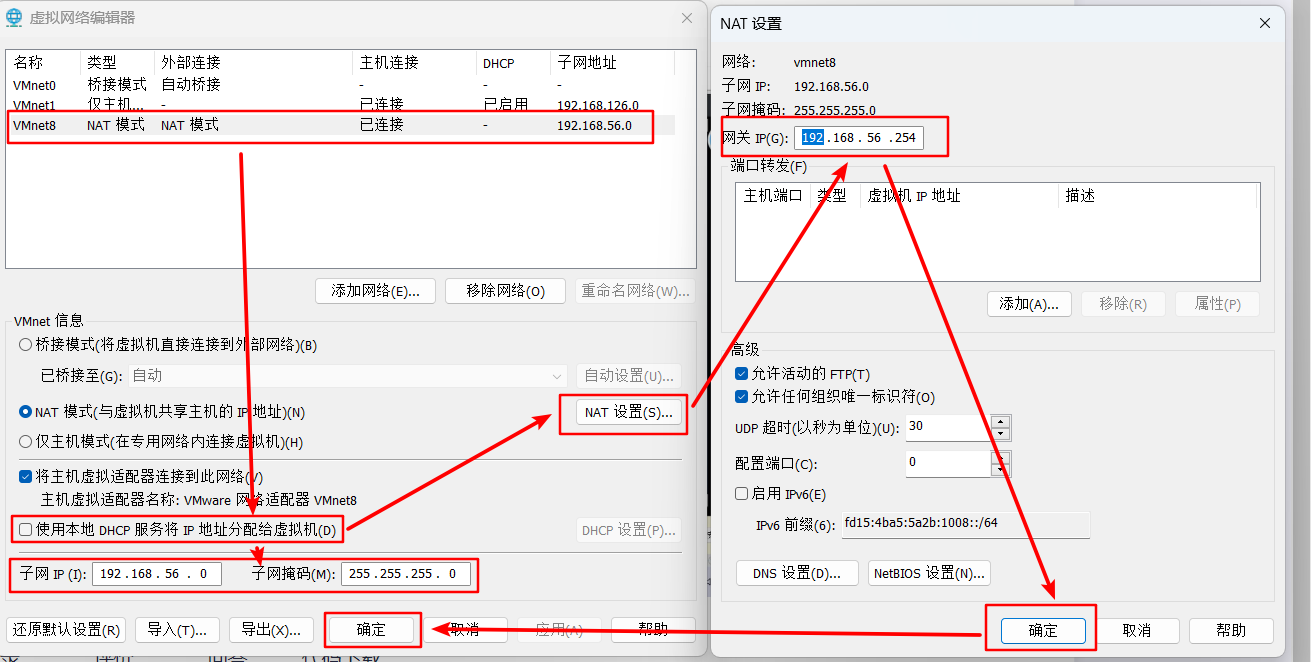 虚拟网络编辑器
名称 类型 外部连接 主机连接 DHCP 子网地址
VMnet0 桥接模式 自动桥接 - - -
VMnet1 仅主机... - 已连接 已启用 192.168.126.0
VMnet8 NAT 模式 NAT 模式 已连接 - 192.168.56.0
添加网络(E)... 移除网络(O) 重命名网络(W)...
VMnet 信息
桥接模式(将虚拟机直接连接到外部网络)(B)
已桥接至(G): 自动 自动设置(U)...
NAT 模式(与虚拟机共享主机的 IP 地址)(N) NAT 设置(S)...
仅主机模式(在专用网络内连接虚拟机)(H)
将主机虚拟适配器连接到此网络(V)
主机虚拟适配器名称: VMware 网络适配器 VMnet8
使用本地 DHCP 服务将 IP 地址分配给虚拟机(D) DHCP 设置(P)...
子网 IP (I): 192 . 168 . 56 . 0 子网掩码(M): 255 . 255 . 255 . 0
还原默认设置(R) 导入(T)... 导出(X)... 确定 取消 应用(A) 帮助
NAT 设置
网络: vmnet8
子网 IP: 192.168.56.0
子网掩码: 255.255.255.0
网关 IP(G): 192 . 168 . 56 . 254
端口转发(F)
主机端口 类型 虚拟机 IP 地址 描述
添加(A)... 移除(R) 属性(P)
高级
允许活动的 FTP(T)
允许任何组织唯一标识符(O)
UDP 超时(以秒为单位)(U): 30
配置端口(C): 0
启用 IPv6(E)
IPv6 前缀(6): fd15:4ba5:5a2b:1008::/64
DNS 设置(D)... NetBIOS 设置(N)...
确定 取消 帮助